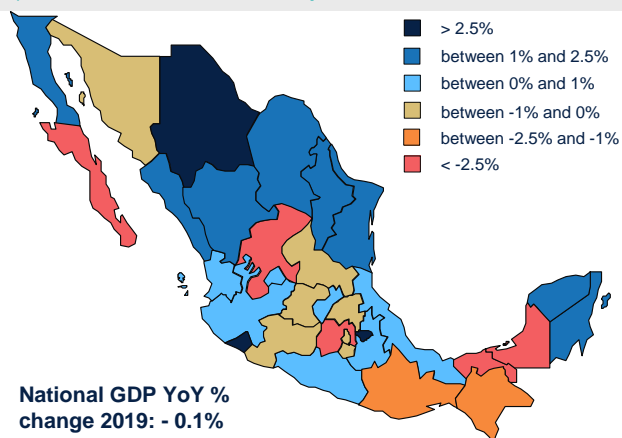 > 2.5%
between 1% and 2.5%
between 0% and 1%
between -1% and 0%
between -2.5% and -1%
< -2.5%
National GDP YoY %
change 2019: - 0.1%